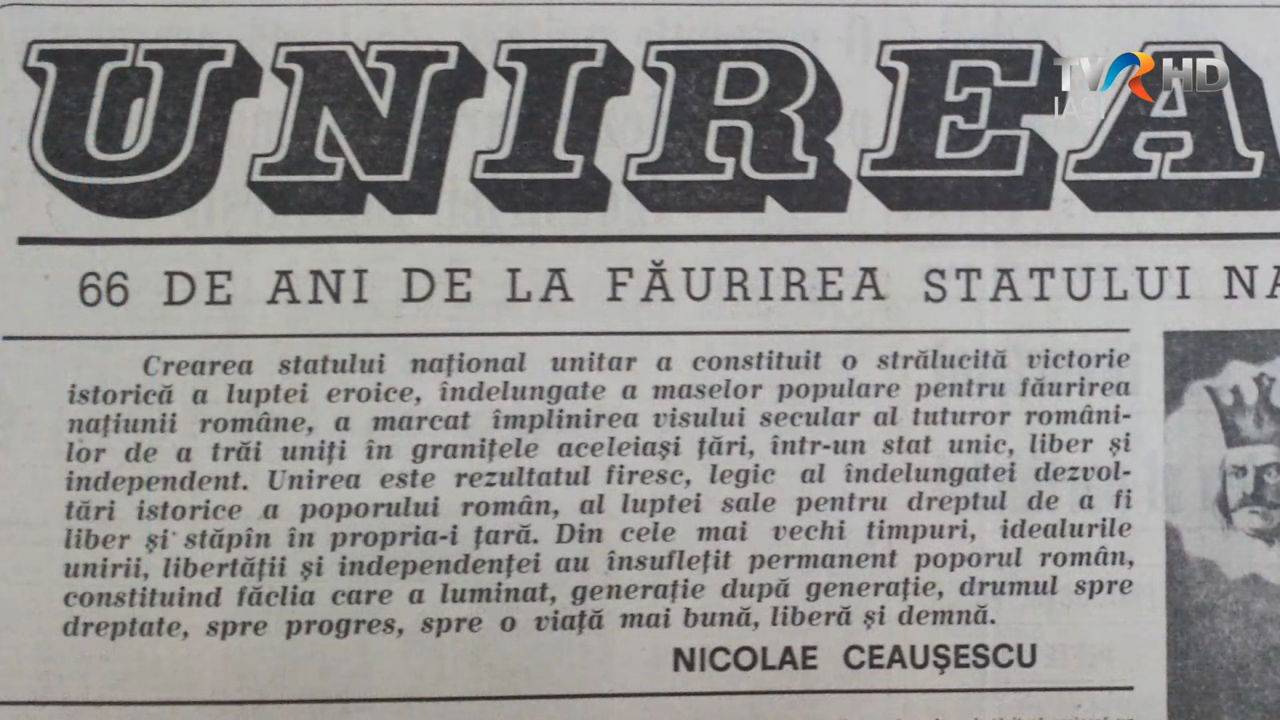 UNIREA
TVR HD
IAȘI
66 DE ANI DE LA FĂURIREA STATULUI NA
Crearea statului național unitar a constituit o strălucită victorie
istorică a luptei eroice, îndelungate a maselor populare pentru făurirea
națiunii române, a marcat împlinirea visului secular al tuturor români-
lor de a trăi uniți în granițele aceleiași țări, într-un stat unic, liber și
independent. Unirea este rezultatul firesc, legic al îndelungatei dezvol-
tări istorice a poporului român, al luptei sale pentru dreptul de a fi
liber și stăpîn în propria-i țară. Din cele mai vechi timpuri, idealurile
unirii, libertății și independenței au însuflețit permanent poporul român,
constituind făclia care a luminat, generație după generație, drumul spre
dreptate, spre progres, spre o viață mai bună, liberă și demnă.
NICOLAE CEAUȘESCU